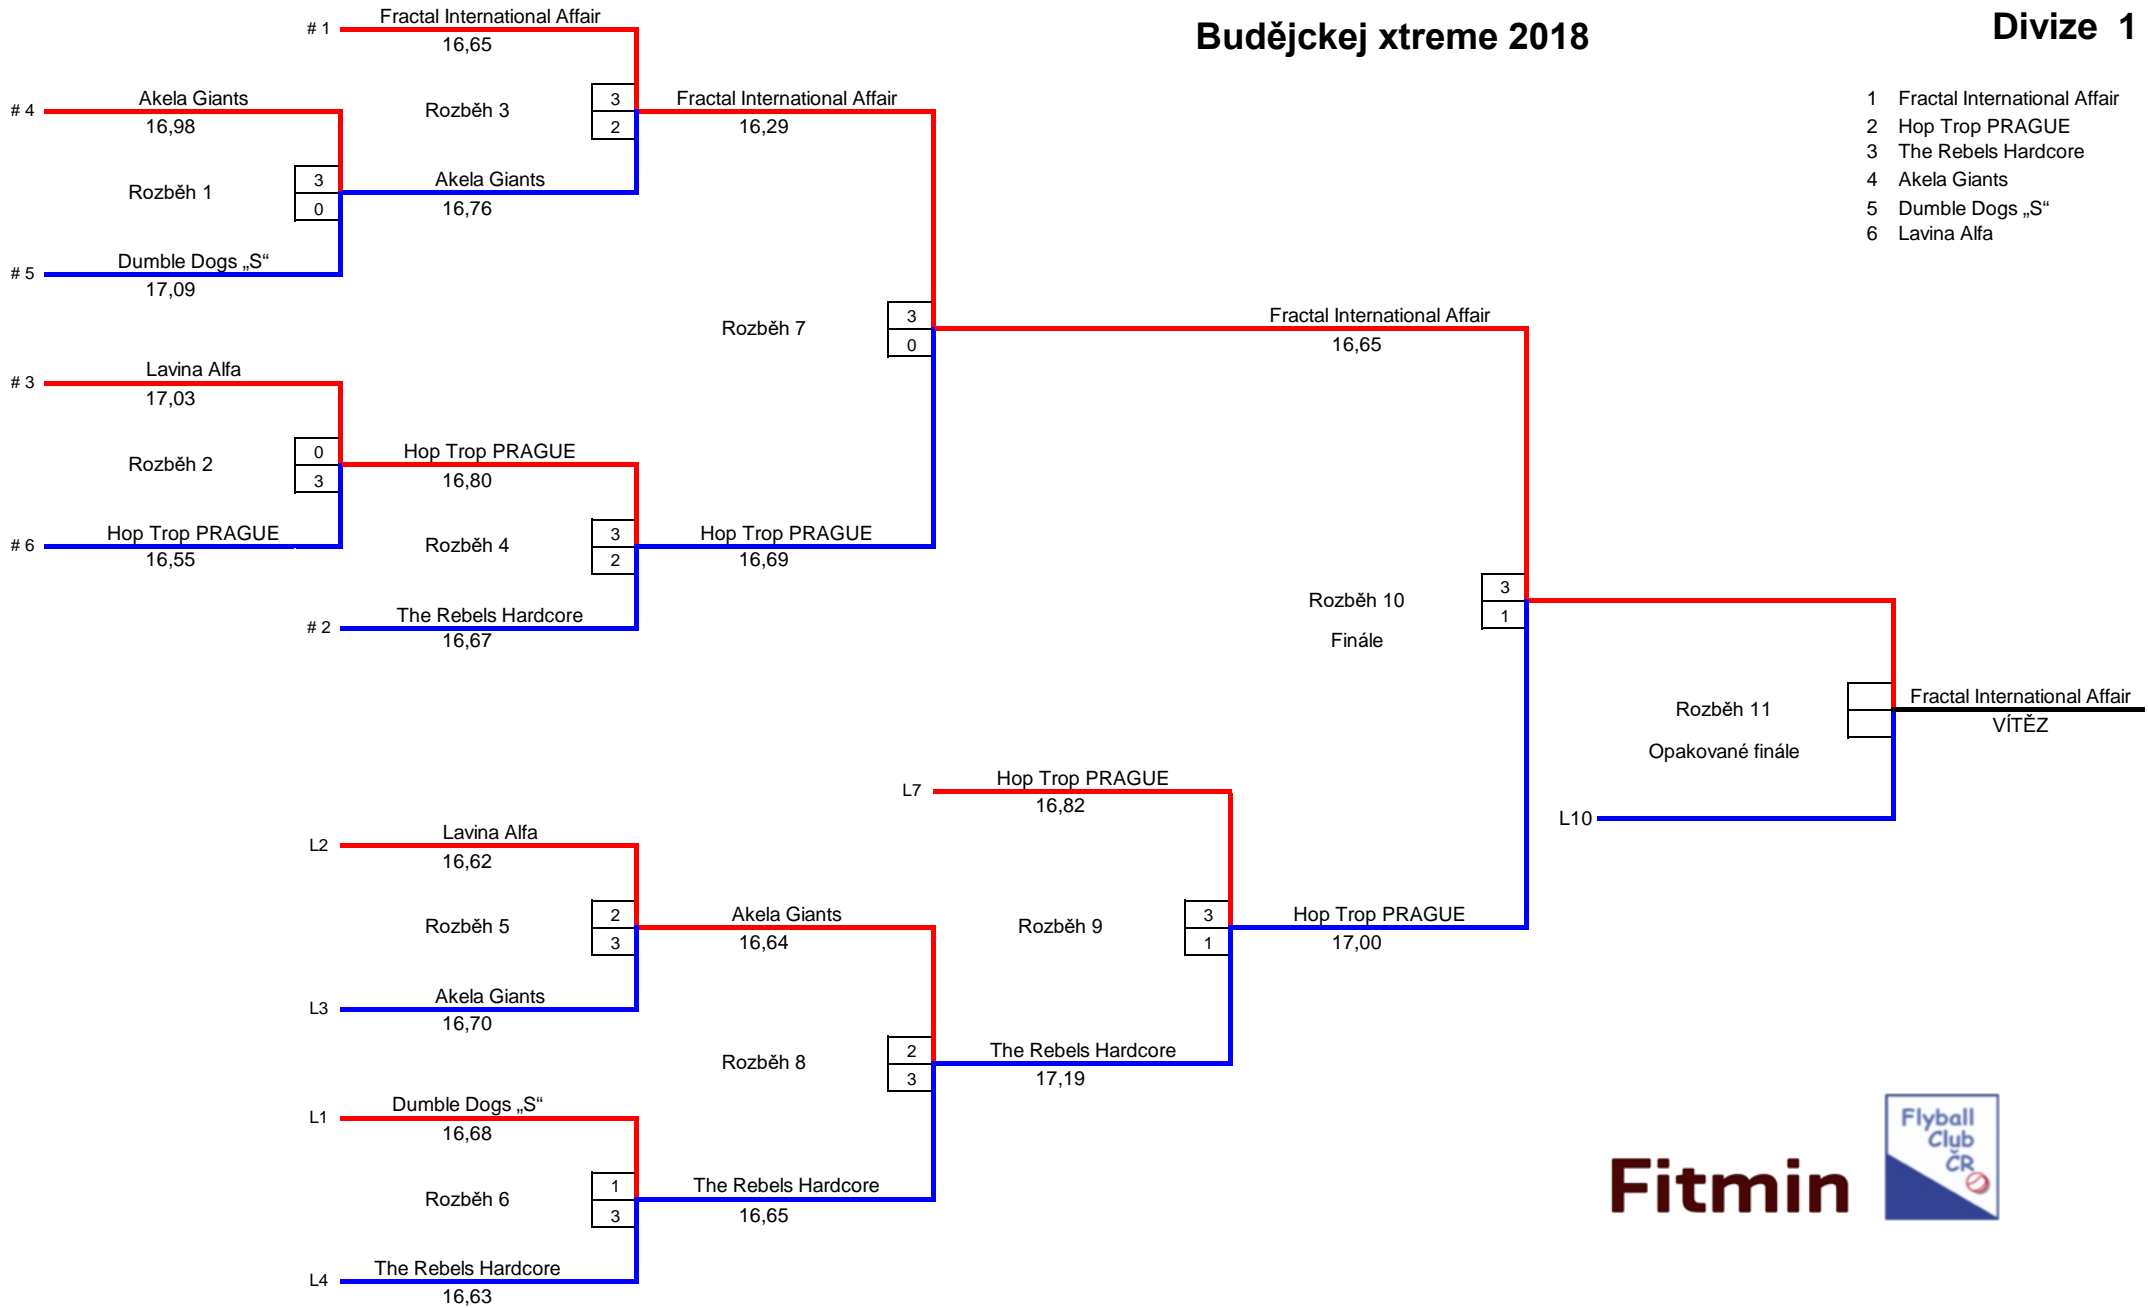 Budějckej xtreme 2018
Divize 1
1 Fractal International Affair
2 Hop Trop PRAGUE
3 The Rebels Hardcore
4 Akela Giants
5 Dumble Dogs „S“
6 Lavina Alfa
# 1
Fractal International Affair
16,65
# 4
Akela Giants
16,98
Rozběh 1
3
0
# 5
Dumble Dogs „S“
17,09
Rozběh 3
3
2
Akela Giants
16,76
Fractal International Affair
16,29
# 3
Lavina Alfa
17,03
Rozběh 2
0
3
# 6
Hop Trop PRAGUE
16,55
Hop Trop PRAGUE
16,80
Rozběh 4
3
2
# 2
The Rebels Hardcore
16,67
Hop Trop PRAGUE
16,69
Rozběh 7
3
0
Fractal International Affair
16,65
Rozběh 10
Finále
3
1
Rozběh 11
Opakované finále
Fractal International Affair
VÍTĚZ
L10
L7
Hop Trop PRAGUE
16,82
Rozběh 9
3
1
Hop Trop PRAGUE
17,00
L2
Lavina Alfa
16,62
Rozběh 5
2
3
L3
Akela Giants
16,70
Akela Giants
16,64
Rozběh 8
2
3
The Rebels Hardcore
17,19
L1
Dumble Dogs „S“
16,68
Rozběh 6
1
3
L4
The Rebels Hardcore
16,63
The Rebels Hardcore
16,65
Fitmin
Flyball
Club
ČR